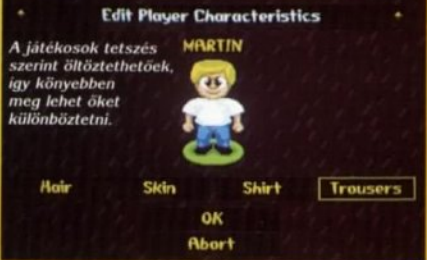 Edit Player Characteristics
A játékosok tetszés
szerint öltöztethetőek,
így könyebben
meg lehet őket
különböztetni.
MARTIN
Hair Skin Shirt Trousers
OK
Abort